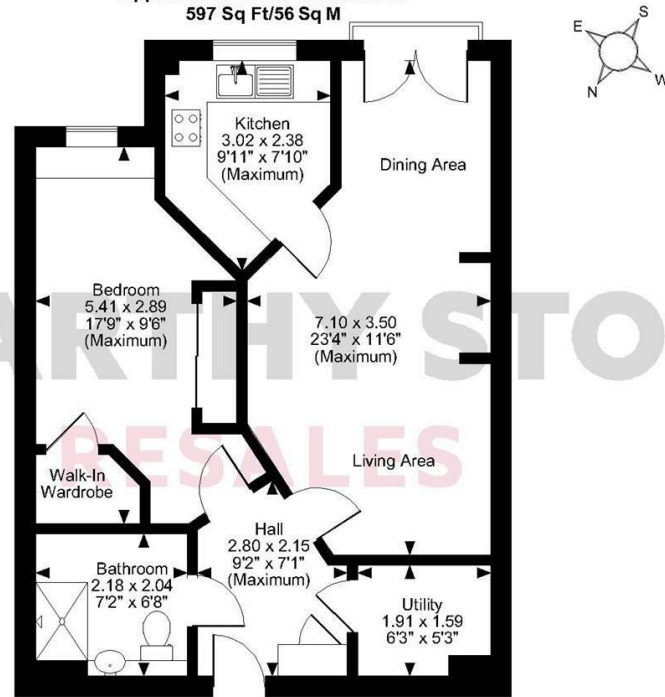 597 Sq Ft/56 Sq M
E
S
N
W
Kitchen
3.02 x 2.38
9'11" x 7'10"
(Maximum)
Dining Area
Bedroom
5.41 x 2.89
17'9" x 9'6"
(Maximum)
7.10 x 3.50
23'4" x 11'6"
(Maximum)
ARTHY STO
RESALES
Walk-In
Wardrobe
Living Area
Hall
2.80 x 2.15
9'2" x 7'1"
(Maximum)
Bathroom
2.18 x 2.04
7'2" x 6'8"
Utility
1.91 x 1.59
6'3" x 5'3"